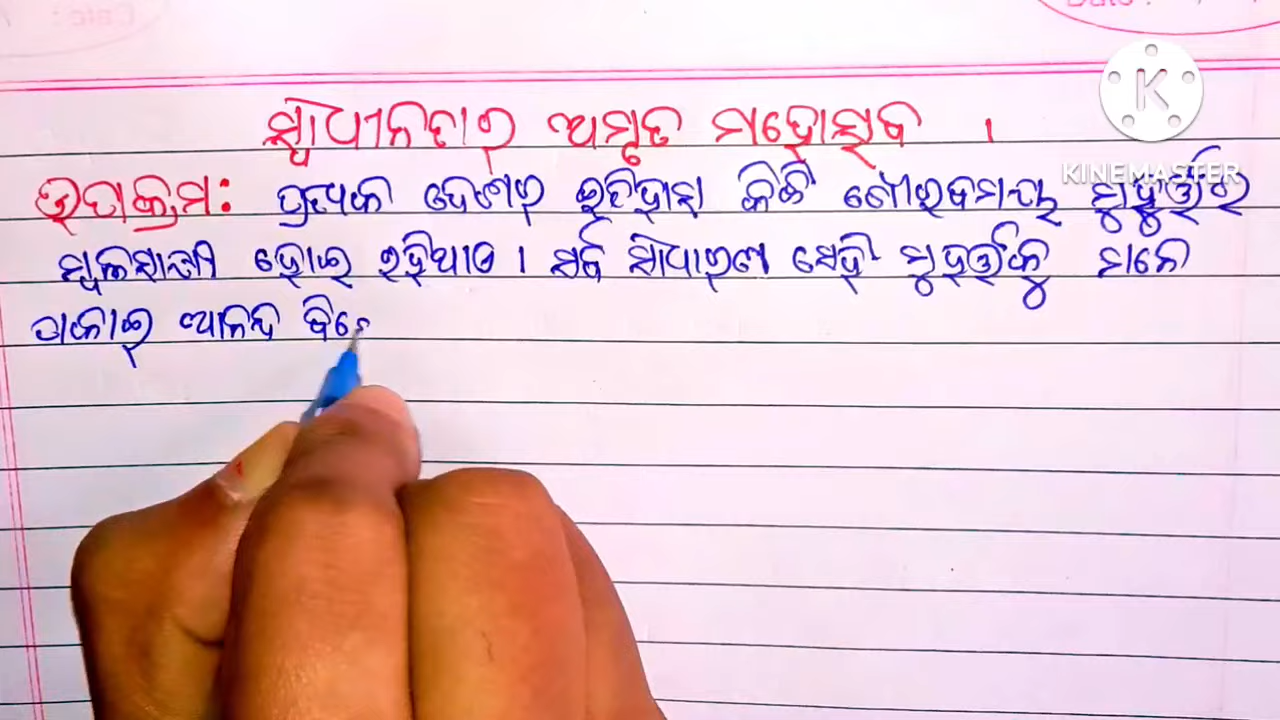 ସ୍ୱାଧୀନତାର ଅମୃତ ମହୋତ୍ସବ ।
KINEMASTER
ଉପକ୍ରମ: ପ୍ରତ୍ୟେକ ଦେଶର ଇତିହାସ କିଛି ଗୌରବମୟ ମୁହୂର୍ତ୍ତର
ମୂକସାକ୍ଷୀ ହୋଇ ରହିଥାଏ । ସର୍ବ ସାଧାରଣ ସେହି ମୁହୂର୍ତ୍ତକୁ ମନେ
ପକାଇ ଆନନ୍ଦ